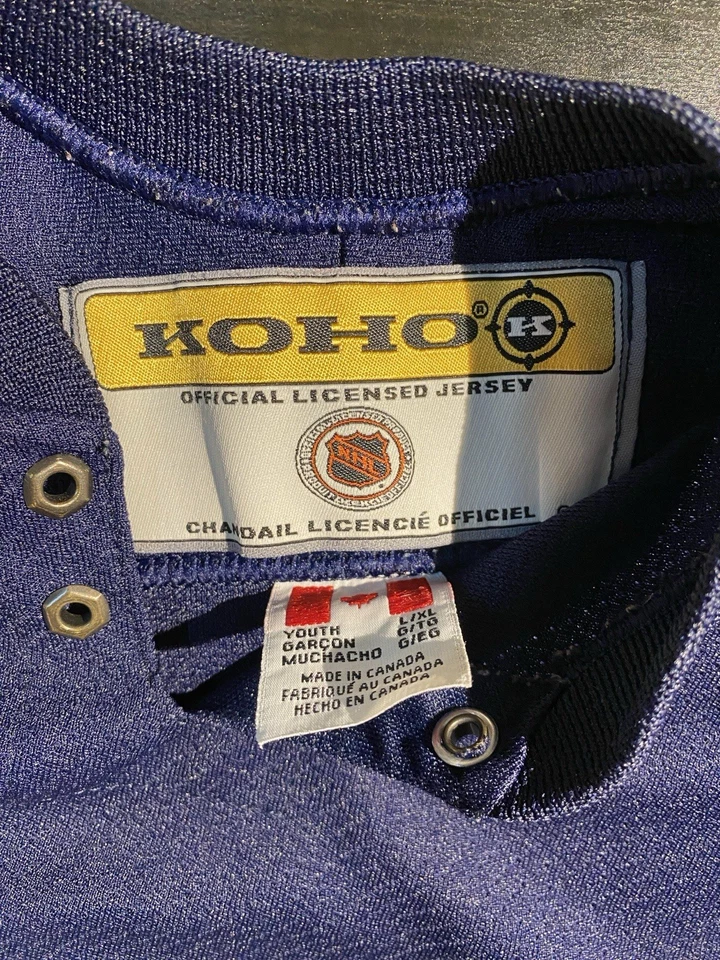 KOHO® K
OFFICIAL LICENSED JERSEY
NHL
CHANDAIL LICENCIÉ OFFICIEL
YOUTH L/XL
GARÇON G/TG
MUCHACHO G/EG
MADE IN CANADA
FABRIQUÉ AU CANADA
HECHO EN CANADA